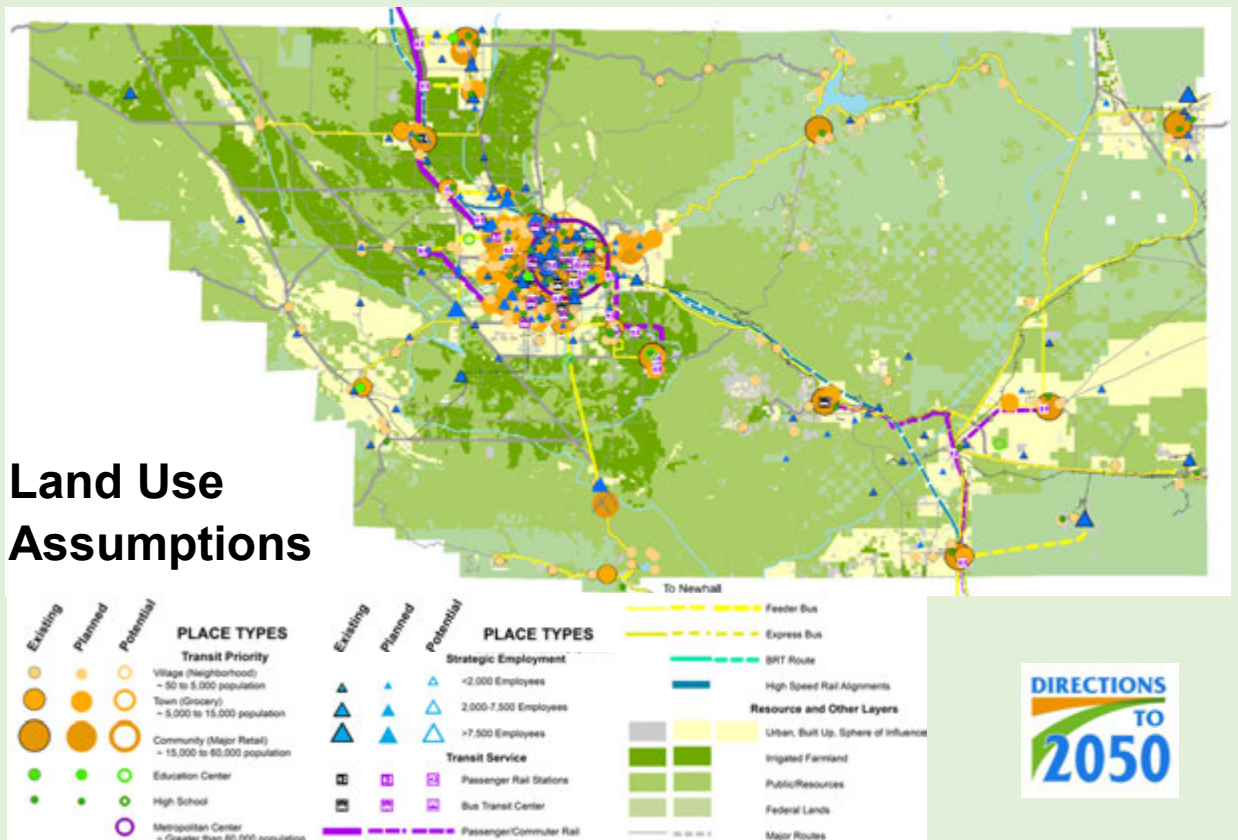 Land Use
Assumptions
To Newhall
Existing
Planned
Potential
PLACE TYPES
Transit Priority
Village (Neighborhood)
~ 50 to 5,000 population
Town (Grocery)
~ 5,000 to 15,000 population
Community (Major Retail)
~ 15,000 to 60,000 population
Education Center
High School
Metropolitan Center
~ Greater than 60,000 population
Existing
Planned
Potential
PLACE TYPES
Strategic Employment
<2,000 Employees
2,000-7,500 Employees
>7,500 Employees
Transit Service
Passenger Rail Stations
Bus Transit Center
Passenger/Commuter Rail
Feeder Bus
Express Bus
BRT Route
High Speed Rail Alignments
Resource and Other Layers
Urban, Built Up, Sphere of Influence
Irrigated Farmland
Public/Resources
Federal Lands
Major Routes
DIRECTIONS
TO
2050